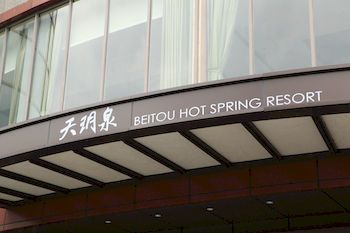 天玥泉 BEITOU HOT SPRING RESORT